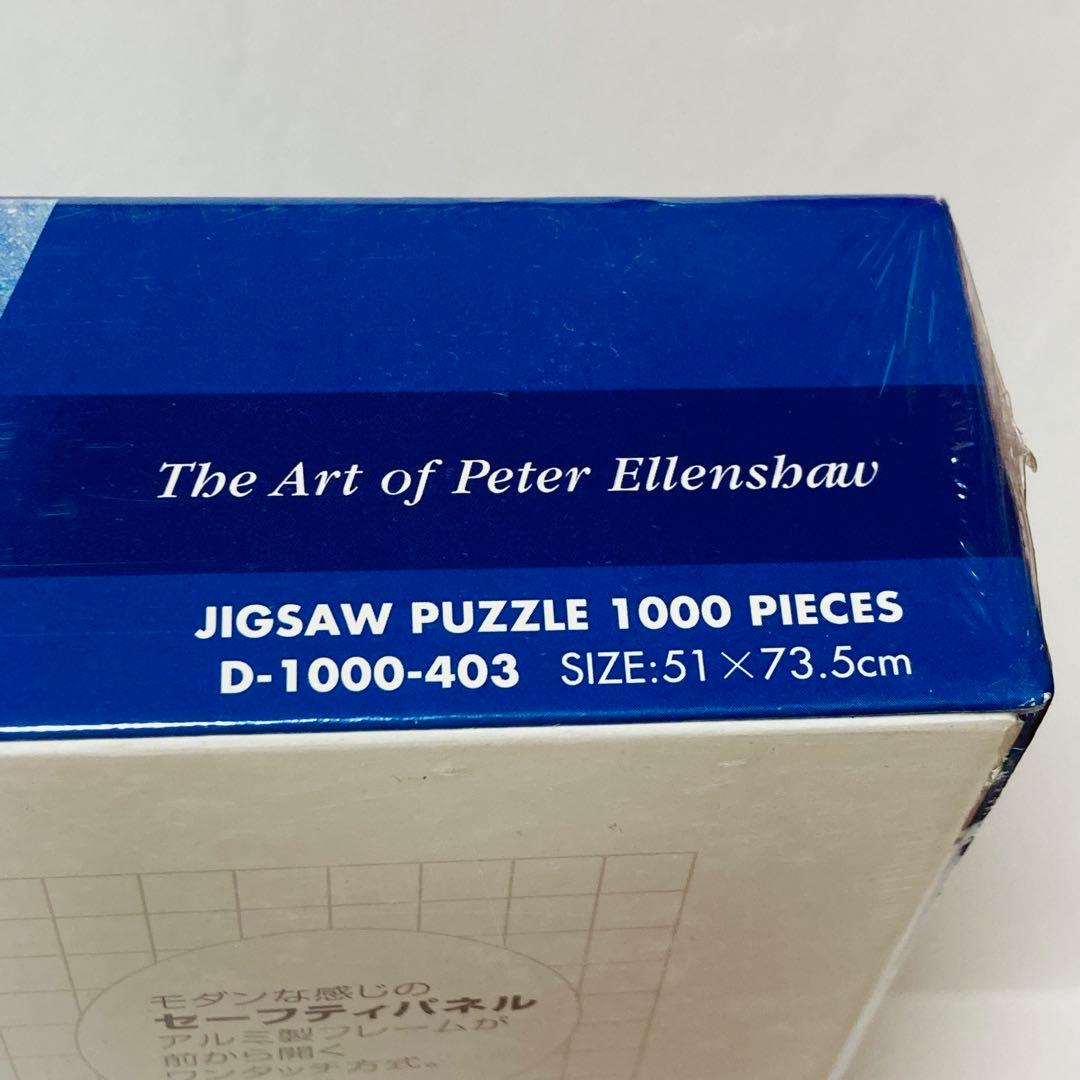 The Art of Peter Ellenshaw
JIGSAW PUZZLE 1000 PIECES
D-1000-403 SIZE:51×73.5cm
モダンな感じの
セーフティパネル
アルミ製フレームが
前から開く
ワンタッチ方式。